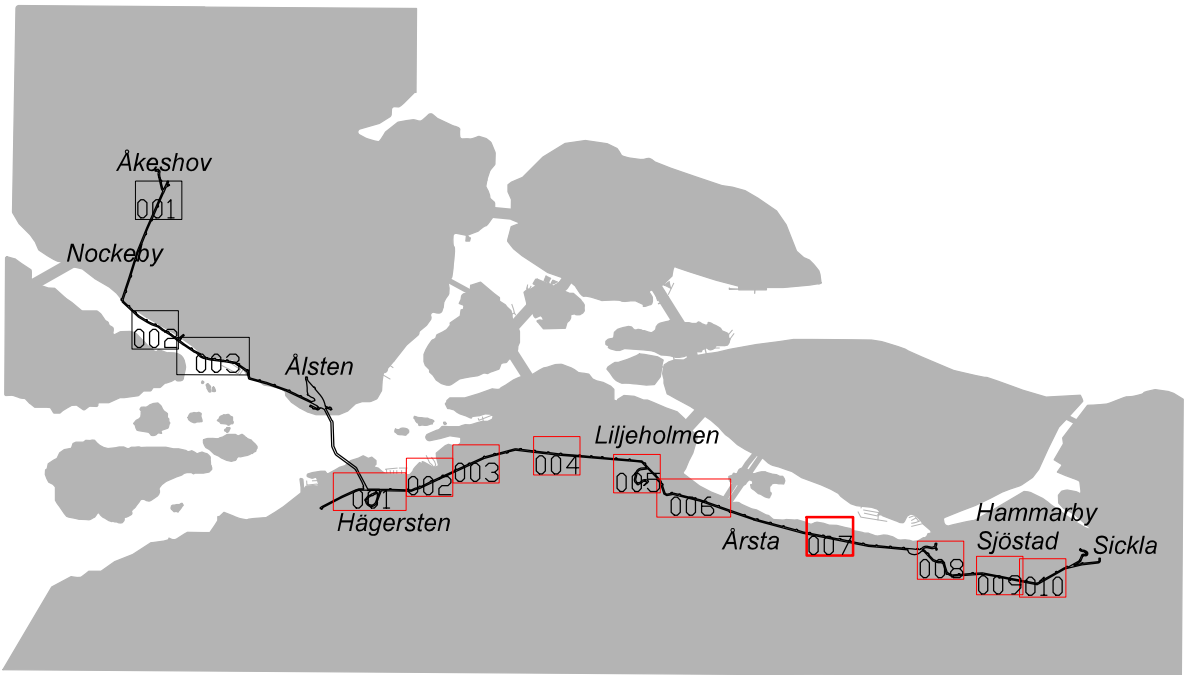 Åkeshov
001
Nockeby
002
003
Ålsten
Liljeholmen
004
003
002
005
001
006
Hägersten
Hammarby
Sjöstad
Årsta
007
Sickla
008
009
010